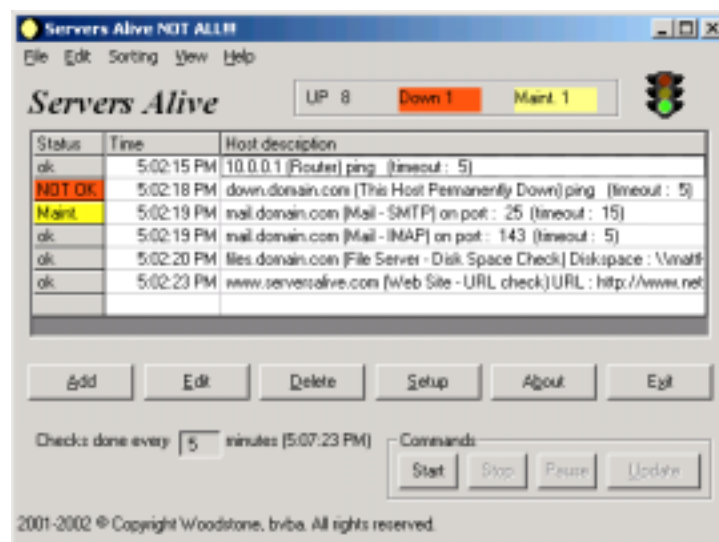 Servers Alive NOT ALL!!!
File Edit Sorting View Help
Servers Alive UP 8 Down 1 Maint. 1
Status Time Host description
ok 5:02:15 PM 10.0.0.1 (Router) ping (timeout : 5)
NOT OK 5:02:18 PM down.domain.com (This Host Permanently Down) ping (timeout : 5)
Maint. 5:02:19 PM mail.domain.com (Mail - SMTP) on port : 25 (timeout : 15)
ok 5:02:19 PM mail.domain.com (Mail - IMAP) on port : 143 (timeout : 5)
ok 5:02:20 PM files.domain.com (File Server - Disk Space Check) Diskspace :
ok 5:02:23 PM www.serversalive.com (Web Site - URL check) URL : http://www.net
Add Edit Delete Setup About Exit
Checks done every 5 minutes (5:07:23 PM)
Commands
Start Stop Pause Update
2001-2002 © Copyright Woodstone, bvba. All rights reserved.